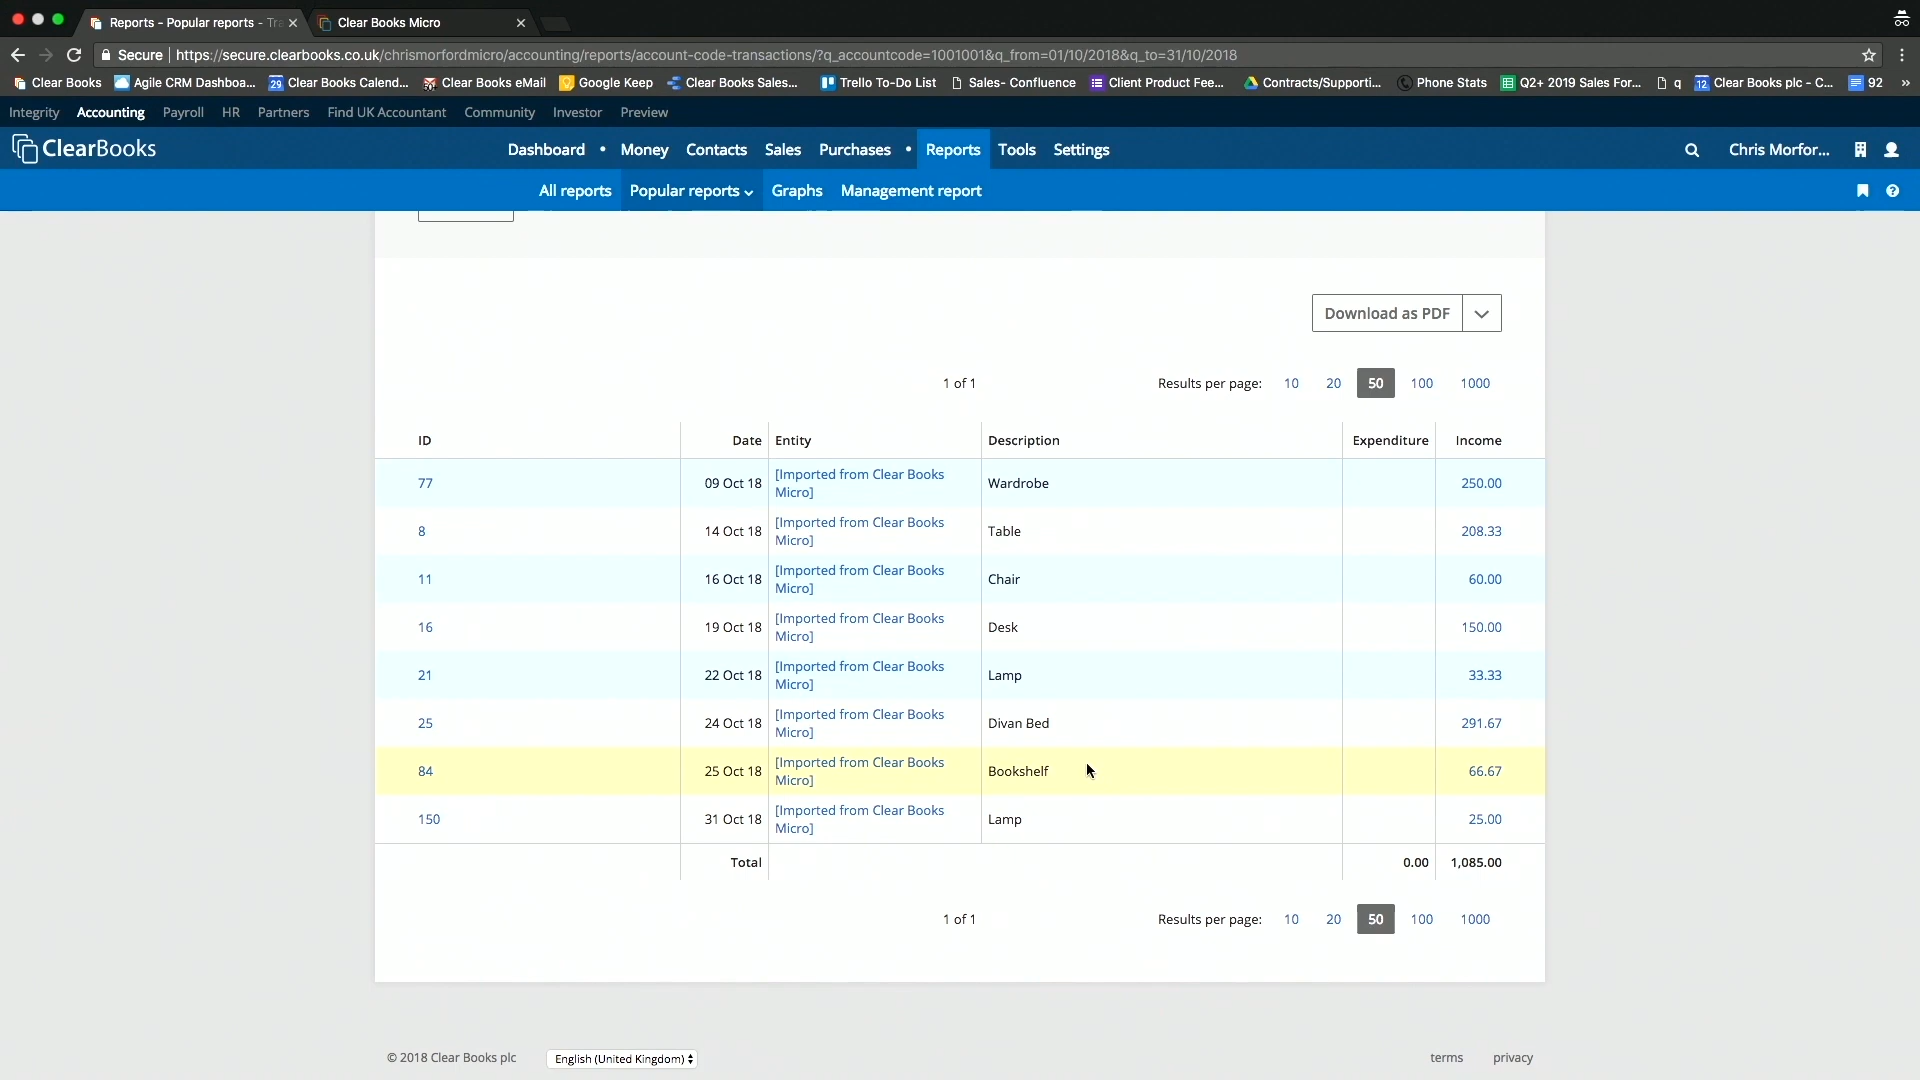 Reports - Popular reports - Tra
Clear Books Micro
Secure https://secure.clearbooks.co.uk/chrismorfordmicro/accounting/reports/account-code-transactions/?q_accountcode=1001001&q_from=01/10/2018&q_to=31/10/2018
Clear Books Agile CRM Dashboa... 29 Clear Books Calend... Clear Books eMail Google Keep Clear Books Sales... Trello To-Do List Sales- Confluence Client Product Fee... Contracts/Supporti... Phone Stats Q2+ 2019 Sales For... q 12 Clear Books plc - C... 92 »
Integrity Accounting Payroll HR Partners Find UK Accountant Community Investor Preview
ClearBooks Dashboard • Money Contacts Sales Purchases • Reports Tools Settings Chris Morfor...
All reports Popular reports Graphs Management report ?
Download as PDF
1 of 1 Results per page: 10 20 50 100 1000
ID Date Entity Description Expenditure Income
77 09 Oct 18 [Imported from Clear Books Wardrobe 250.00
Micro]
8 14 Oct 18 [Imported from Clear Books Table 208.33
Micro]
11 16 Oct 18 [Imported from Clear Books Chair 60.00
Micro]
16 19 Oct 18 [Imported from Clear Books Desk 150.00
Micro]
21 22 Oct 18 [Imported from Clear Books Lamp 33.33
Micro]
25 24 Oct 18 [Imported from Clear Books Divan Bed 291.67
Micro]
84 25 Oct 18 [Imported from Clear Books Bookshelf 66.67
Micro]
150 31 Oct 18 [Imported from Clear Books Lamp 25.00
Micro]
Total 0.00 1,085.00
1 of 1 Results per page: 10 20 50 100 1000
© 2018 Clear Books plc English (United Kingdom) terms privacy